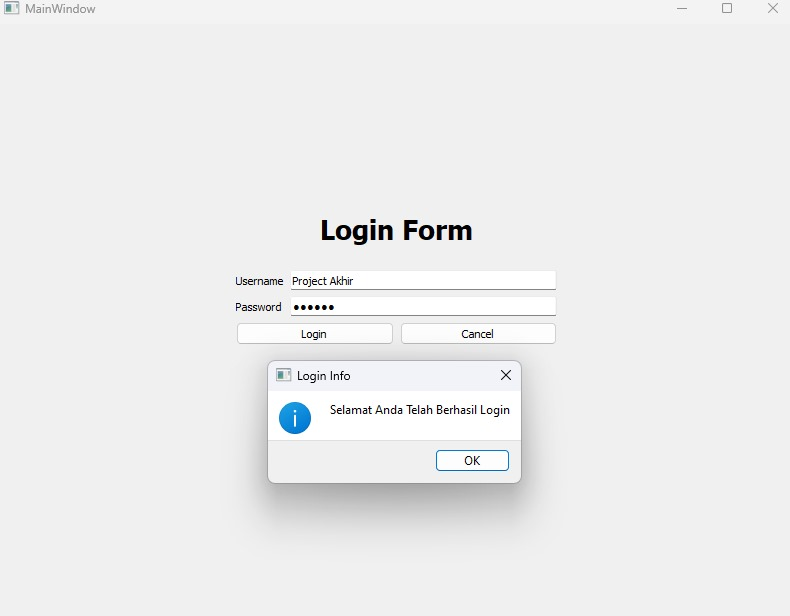 MainWindow
Login Form
Username Project Akhir
Password ●●●●●●
Login Cancel
Login Info
Selamat Anda Telah Berhasil Login
OK